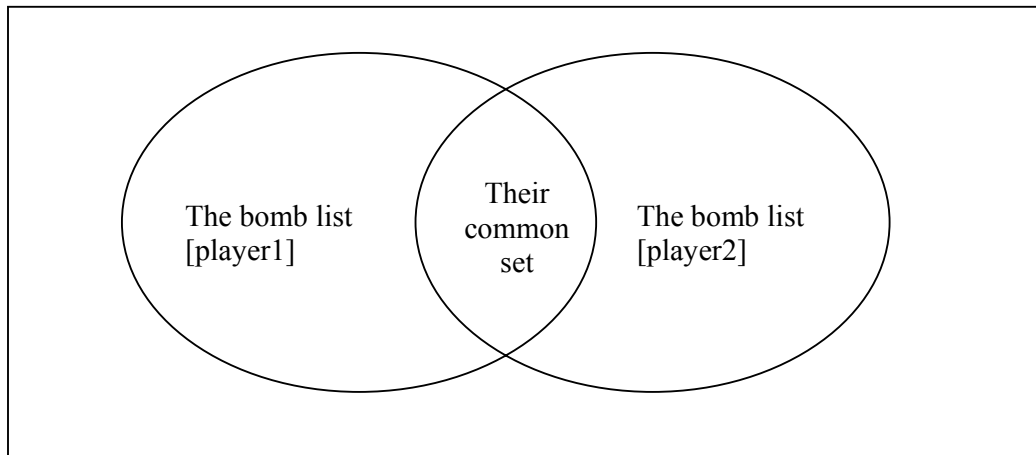 The bomb list
[player1]
Their
common
set
The bomb list
[player2]